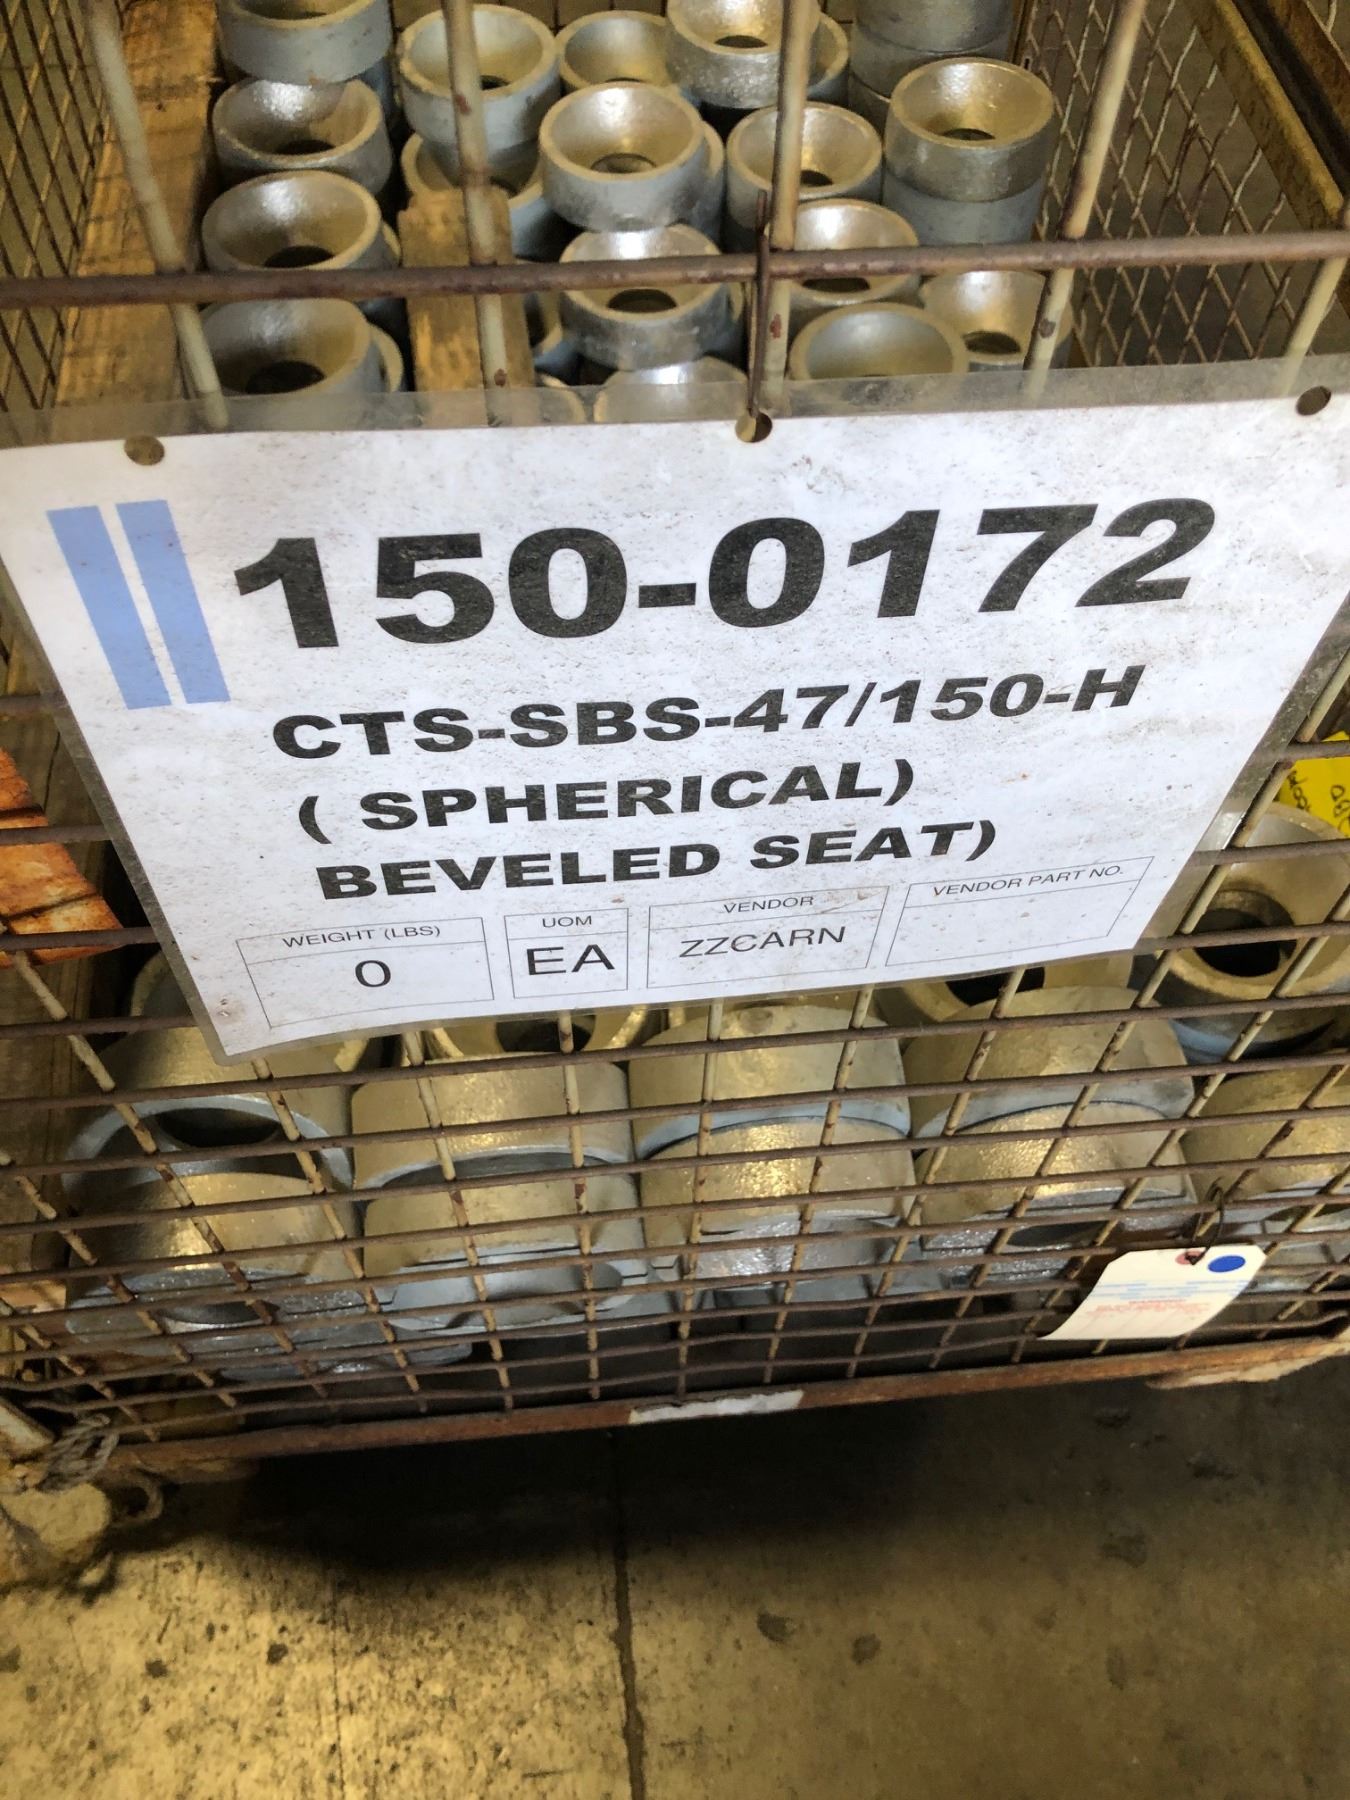 150-0172
CTS-SBS-47/150-H
( SPHERICAL)
BEVELED SEAT)
WEIGHT (LBS)
0
UOM
EA
VENDOR
ZZCARN
VENDOR PART NO.